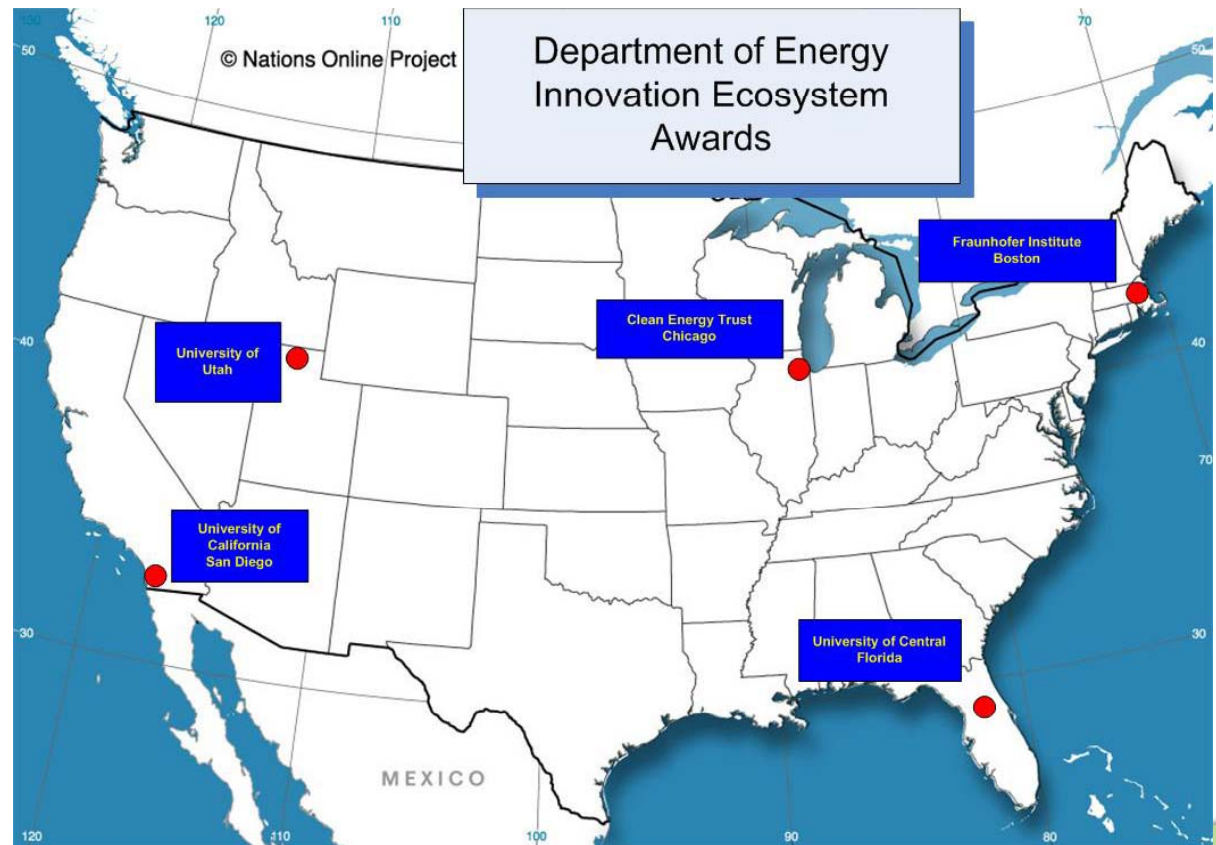 130
120
110
70
50
© Nations Online Project
Department of Energy
Innovation Ecosystem
Awards
50
Fraunhofer Institute
Boston
Clean Energy Trust
Chicago
40
University of
Utah
40
70
University of
California
San Diego
30
University of Central
Florida
30
MEXICO
120
110
100
90
80